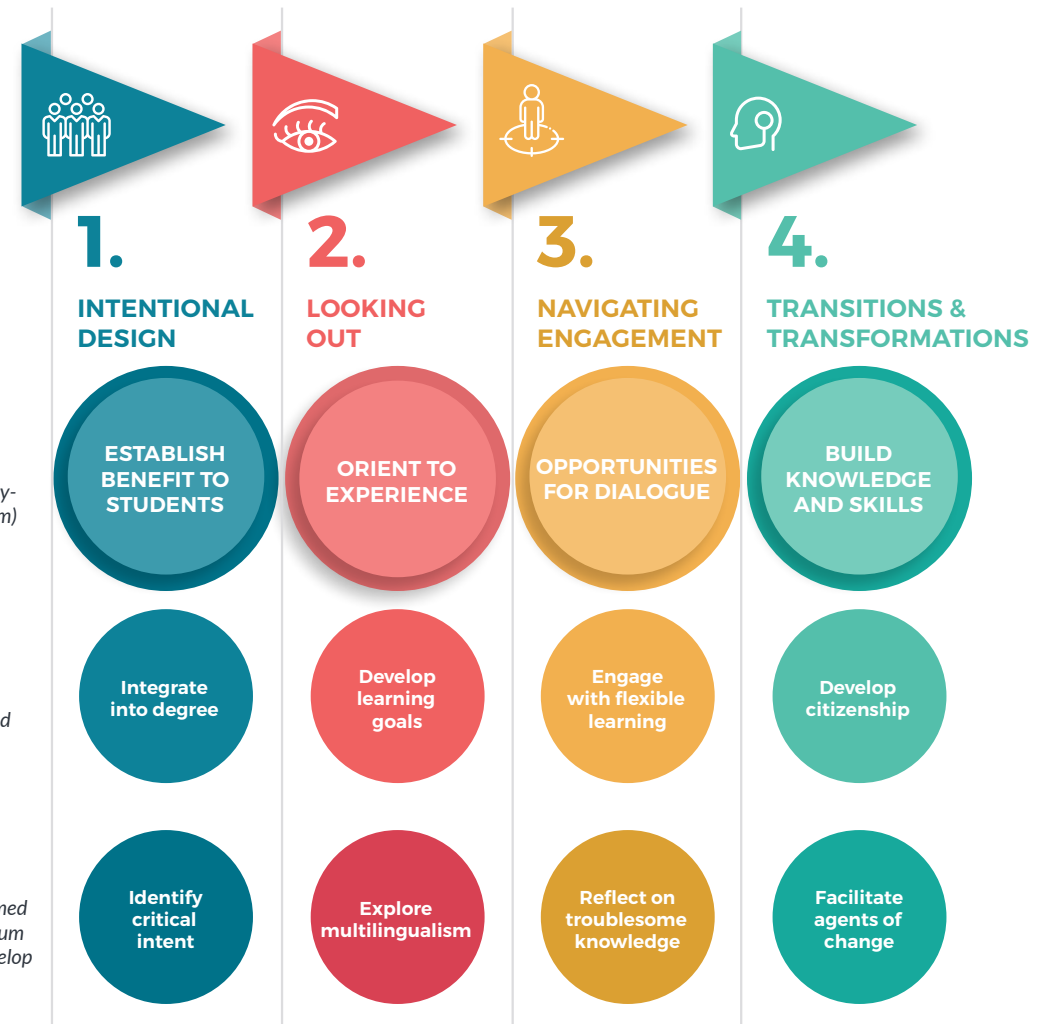 1.
INTENTIONAL
DESIGN
ESTABLISH
BENEFIT TO
STUDENTS
Integrate
into degree
Identify
critical
intent
2.
LOOKING
OUT
ORIENT TO
EXPERIENCE
Develop
learning
goals
Explore
multilingualism
3.
NAVIGATING
ENGAGEMENT
OPPORTUNITIES
FOR DIALOGUE
Engage
with flexible
learning
Reflect on
troublesome
knowledge
4.
TRANSITIONS &
TRANSFORMATIONS
BUILD
KNOWLEDGE
AND SKILLS
Develop
citizenship
Facilitate
agents of
change